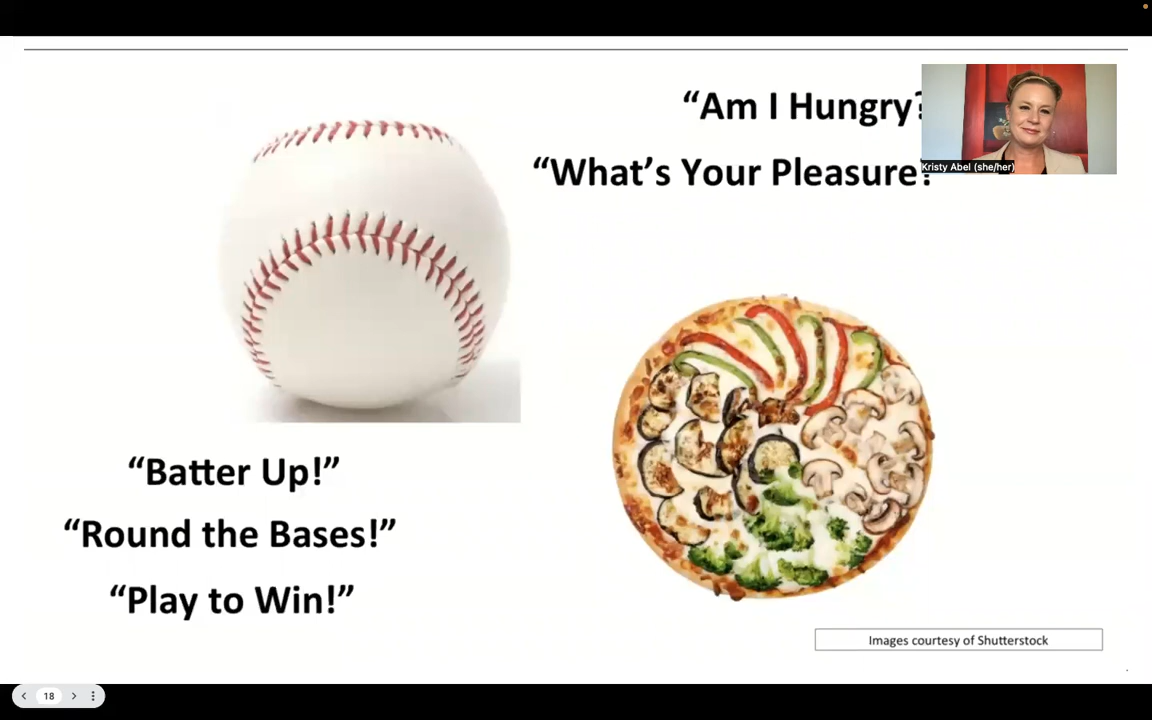 “Am I Hungry?
“What’s Your Pleasure?
Kristy Abel (she/her)
“Batter Up!”
“Round the Bases!”
“Play to Win!”
Images courtesy of Shutterstock
18